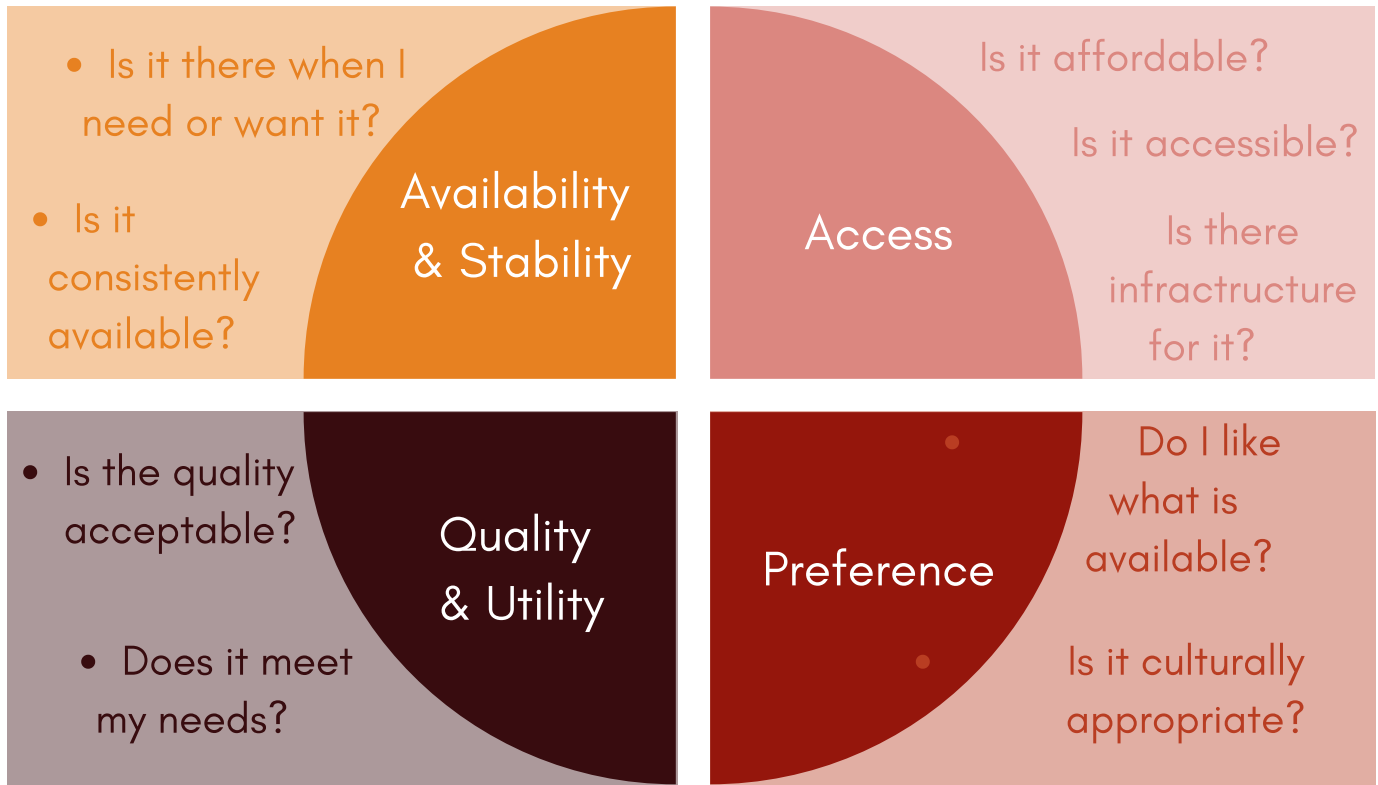 • Is it there when I
need or want it?
• Is it
consistently
available?
Availability
& Stability
Is it affordable?
Is it accessible?
Is there
infractructure
for it?
Access
• Is the quality
acceptable?
• Does it meet
my needs?
Quality
& Utility
Do I like
what is
available?
Is it culturally
appropriate?
Preference